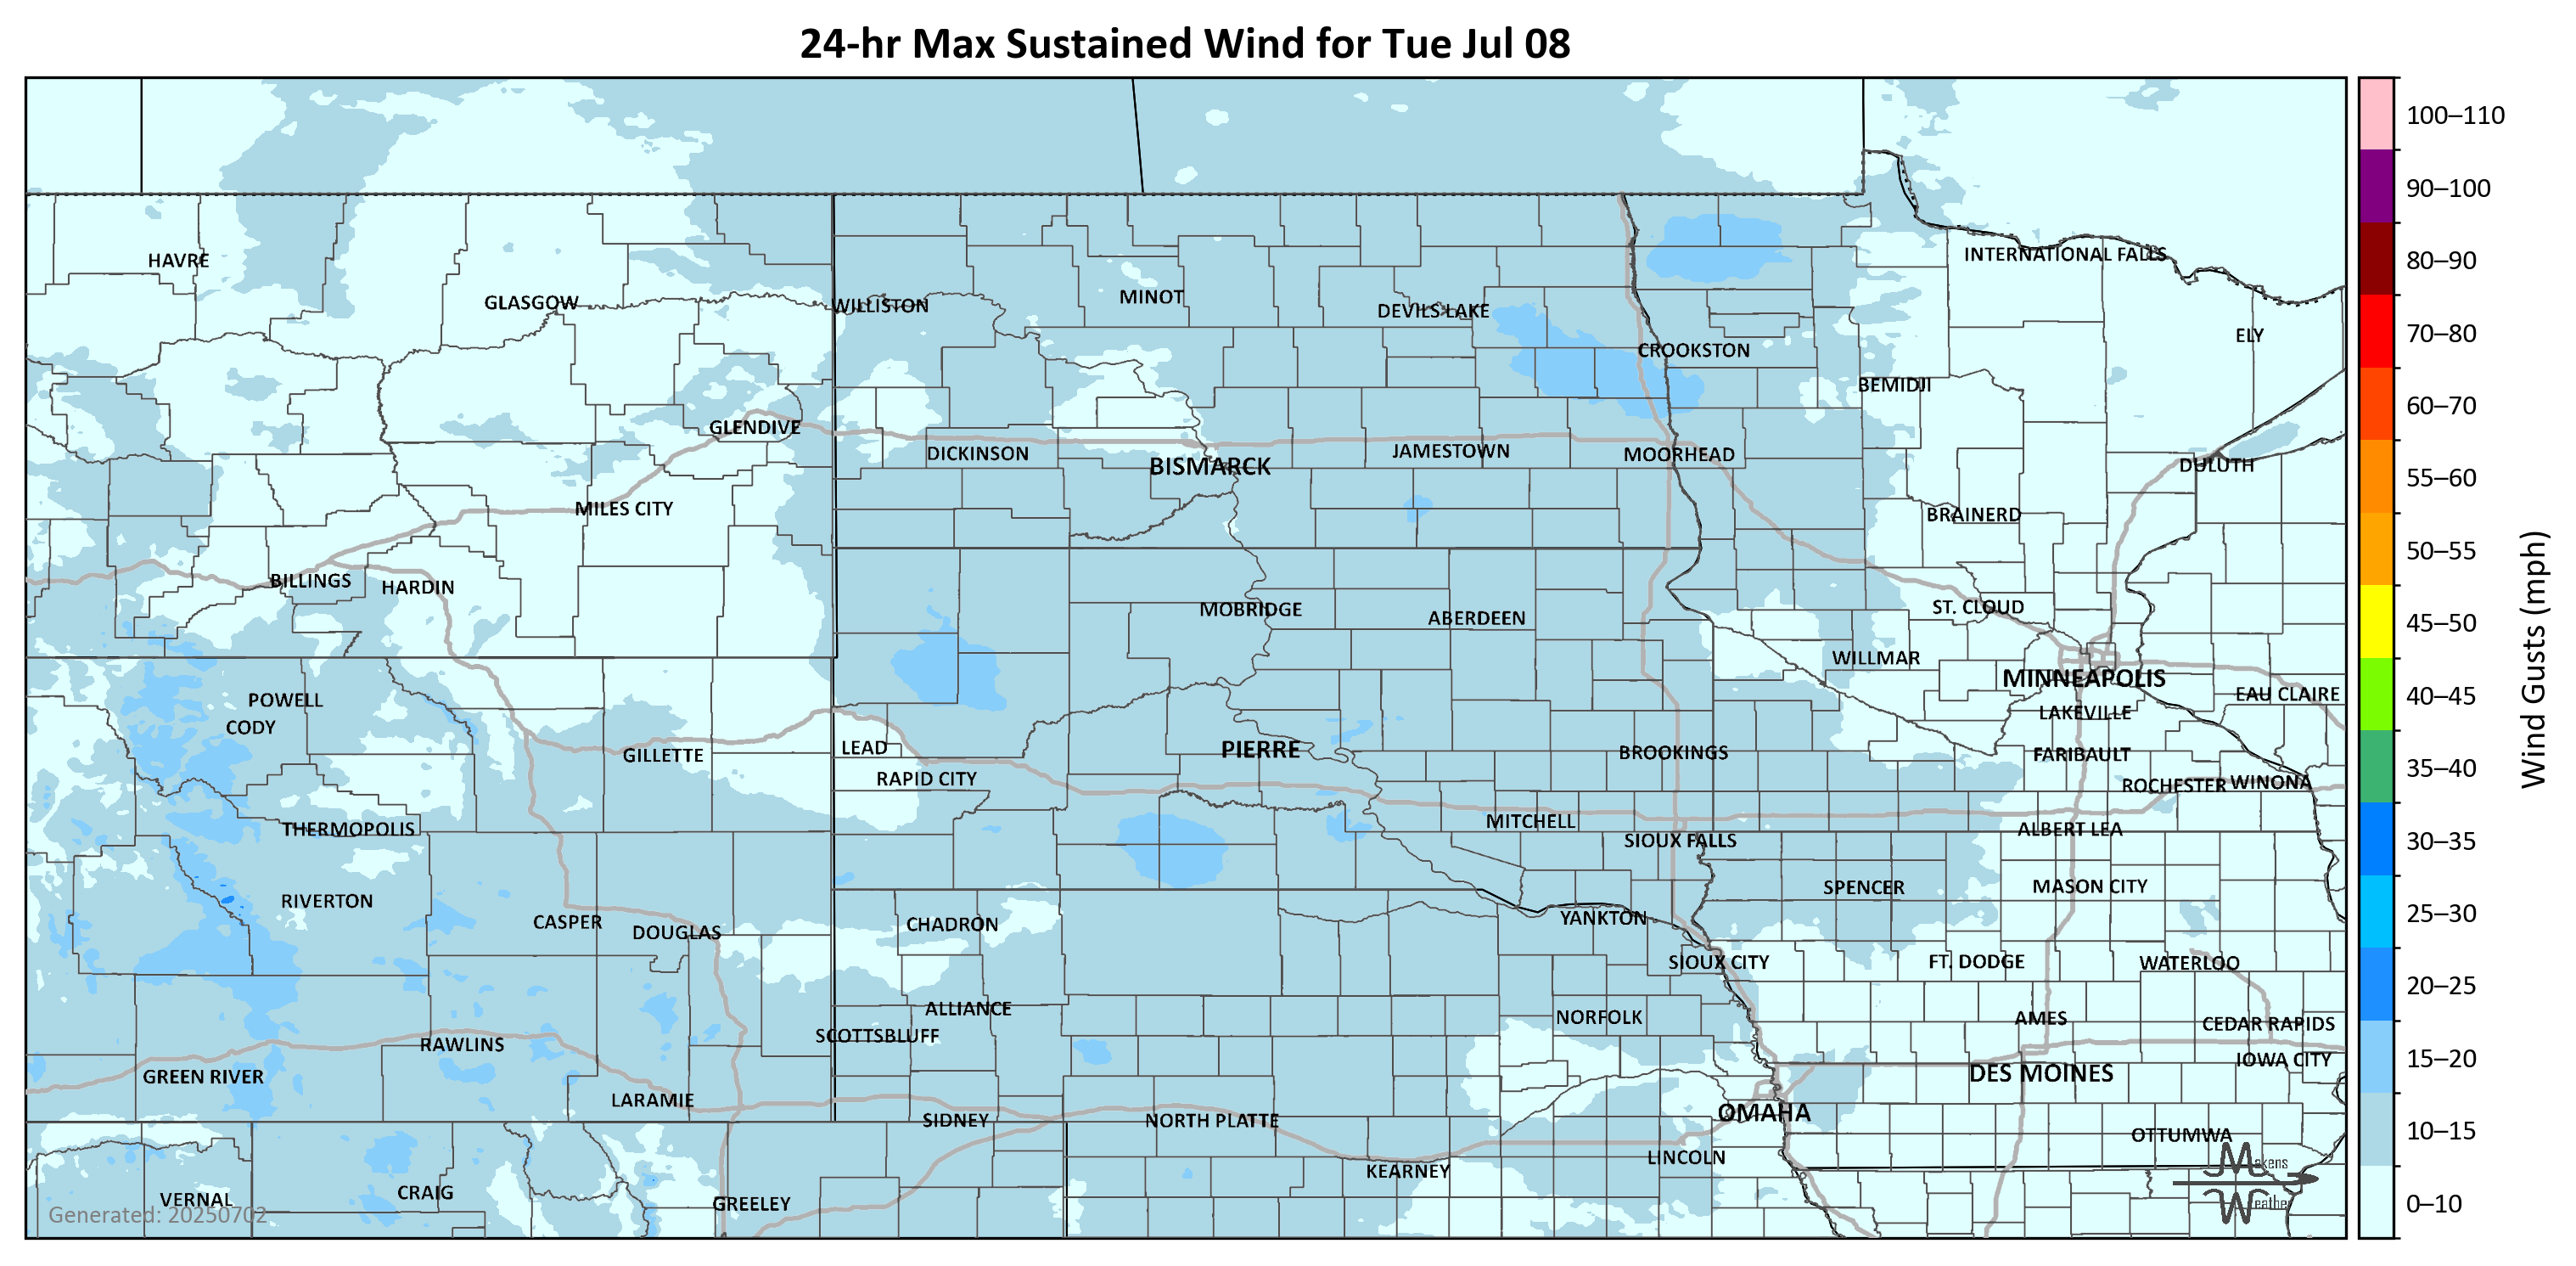 24-hr Max Sustained Wind for Tue Jul 08
HAVRE
GLASGOW
WILLISTON
MINOT
DEVILS LAKE
INTERNATIONAL FALLS
CROOKSTON
ELY
BEMIDJI
GLENDIVE
DICKINSON
BISMARCK
JAMESTOWN
MOORHEAD
DULUTH
MILES CITY
BRAINERD
BILLINGS
HARDIN
MOBRIDGE
ABERDEEN
ST. CLOUD
WILLMAR
MINNEAPOLIS
POWELL
CODY
EAU CLAIRE
LAKEVILLE
GILLETTE
LEAD
PIERRE
BROOKINGS
FARIBAULT
RAPID CITY
ROCHESTER
WINONA
THERMOPOLIS
MITCHELL
SIOUX FALLS
ALBERT LEA
RIVERTON
SPENCER
MASON CITY
CASPER
DOUGLAS
CHADRON
YANKTON
SIOUX CITY
FT. DODGE
WATERLOO
ALLIANCE
NORFOLK
AMES
CEDAR RAPIDS
SCOTTSBLUFF
RAWLINS
IOWA CITY
GREEN RIVER
DES MOINES
LARAMIE
SIDNEY
NORTH PLATTE
OMAHA
OTTUMWA
LINCOLN
KEARNEY
VERNAL
CRAIG
GREELEY
Generated: 20250702
Makens
Weather
100–110
90–100
80–90
70–80
60–70
55–60
50–55
45–50
40–45
35–40
30–35
25–30
20–25
15–20
10–15
0–10
Wind Gusts (mph)